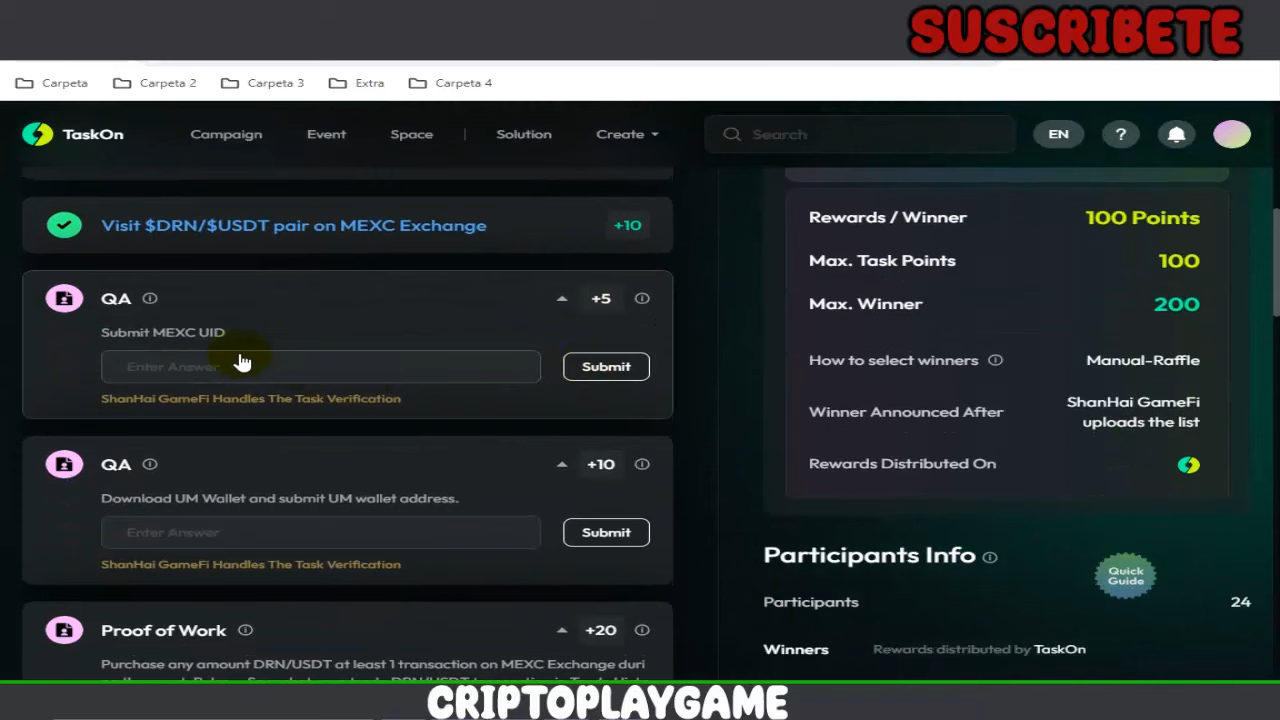 SUSCRIBETE
Carpeta Carpeta 2 Carpeta 3 Extra Carpeta 4
TaskOn Campaign Event Space | Solution Create Search EN ?
Visit $DRN/$USDT pair on MEXC Exchange +10
QA +5
Submit MEXC UID
Enter Answer Submit
ShanHai GameFi Handles The Task Verification
QA +10
Download UM Wallet and submit UM wallet address.
Enter Answer Submit
ShanHai GameFi Handles The Task Verification
Proof of Work +20
Purchase any amount DRN/USDT at least 1 transaction on MEXC Exchange duri
Rewards / Winner 100 Points
Max. Task Points 100
Max. Winner 200
How to select winners Manual-Raffle
Winner Announced After ShanHai GameFi
uploads the list
Rewards Distributed On
Participants Info
Quick
Guide
Participants 24
Winners Rewards distributed by TaskOn
CRIPTOPLAYGAME